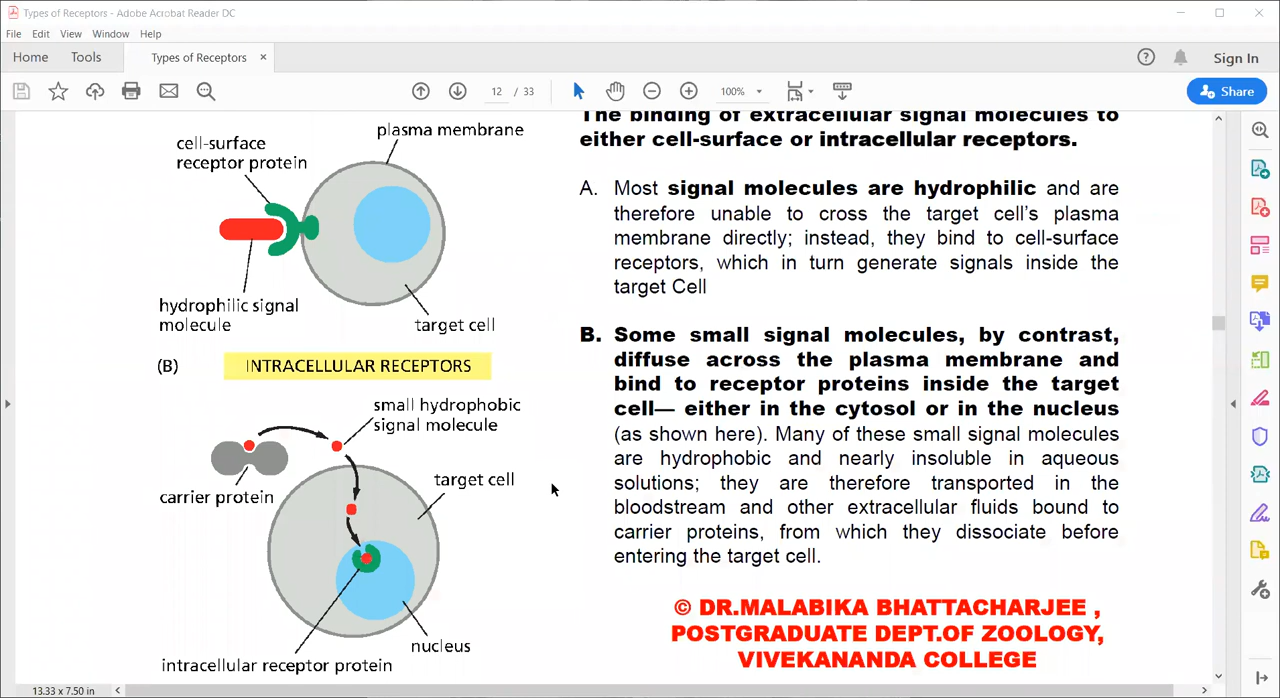 Types of Receptors - Adobe Acrobat Reader DC
File Edit View Window Help
Home Tools Types of Receptors × Sign In
12 / 33 100% Share
plasma membrane
cell-surface
receptor protein
hydrophilic signal
molecule
target cell
(B) INTRACELLULAR RECEPTORS
small hydrophobic
signal molecule
target cell
carrier protein
nucleus
intracellular receptor protein
The binding of extracellular signal molecules to
either cell-surface or intracellular receptors.
A. Most signal molecules are hydrophilic and are
therefore unable to cross the target cell's plasma
membrane directly; instead, they bind to cell-surface
receptors, which in turn generate signals inside the
target Cell
B. Some small signal molecules, by contrast,
diffuse across the plasma membrane and
bind to receptor proteins inside the target
cell— either in the cytosol or in the nucleus
(as shown here). Many of these small signal molecules
are hydrophobic and nearly insoluble in aqueous
solutions; they are therefore transported in the
bloodstream and other extracellular fluids bound to
carrier proteins, from which they dissociate before
entering the target cell.
© DR.MALABIKA BHATTACHARJEE ,
POSTGRADUATE DEPT.OF ZOOLOGY,
VIVEKANANDA COLLEGE
13.33 x 7.50 in